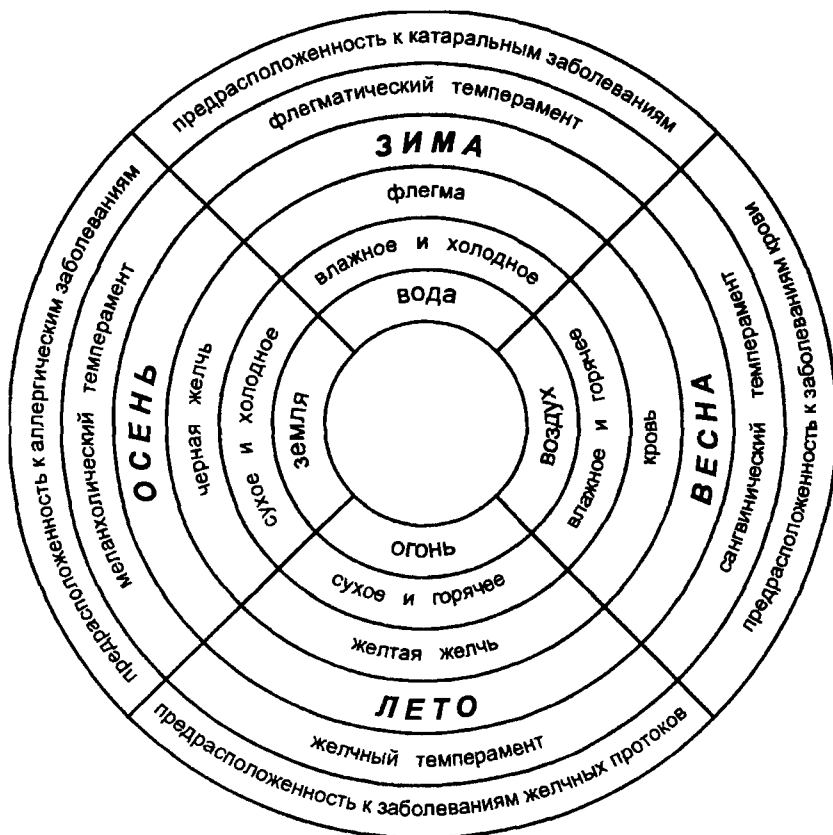 предрасположенность к катаральным заболеваниям
флегматический темперамент
ЗИМА
флегма
влажное и холодное
вода
предрасположенность к заболеваниям крови
сангвинический темперамент
ВЕСНА
кровь
влажное и горячее
воздух
огонь
сухое и горячее
желтая желчь
ЛЕТО
желчный темперамент
предрасположенность к заболеваниям желчных протоков
предрасположенность к аллергическим заболеваниям
меланхолический темперамент
ОСЕНЬ
черная желчь
сухое и холодное
земля